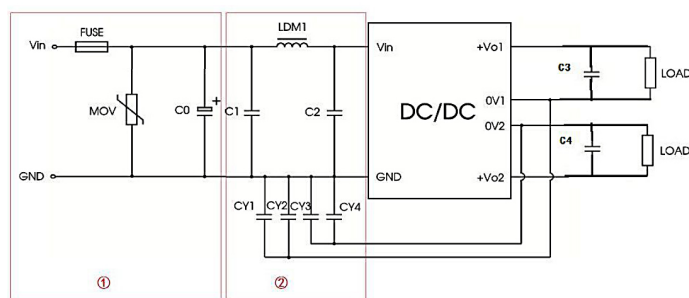 FUSE
LDM1
Vin
Vin
+Vo1
C3
LOAD
MOV
C0
+
C1
C2
DC/DC
0V1
0V2
C4
LOAD
GND
GND
+Vo2
CY1
CY2
CY3
CY4
①
②